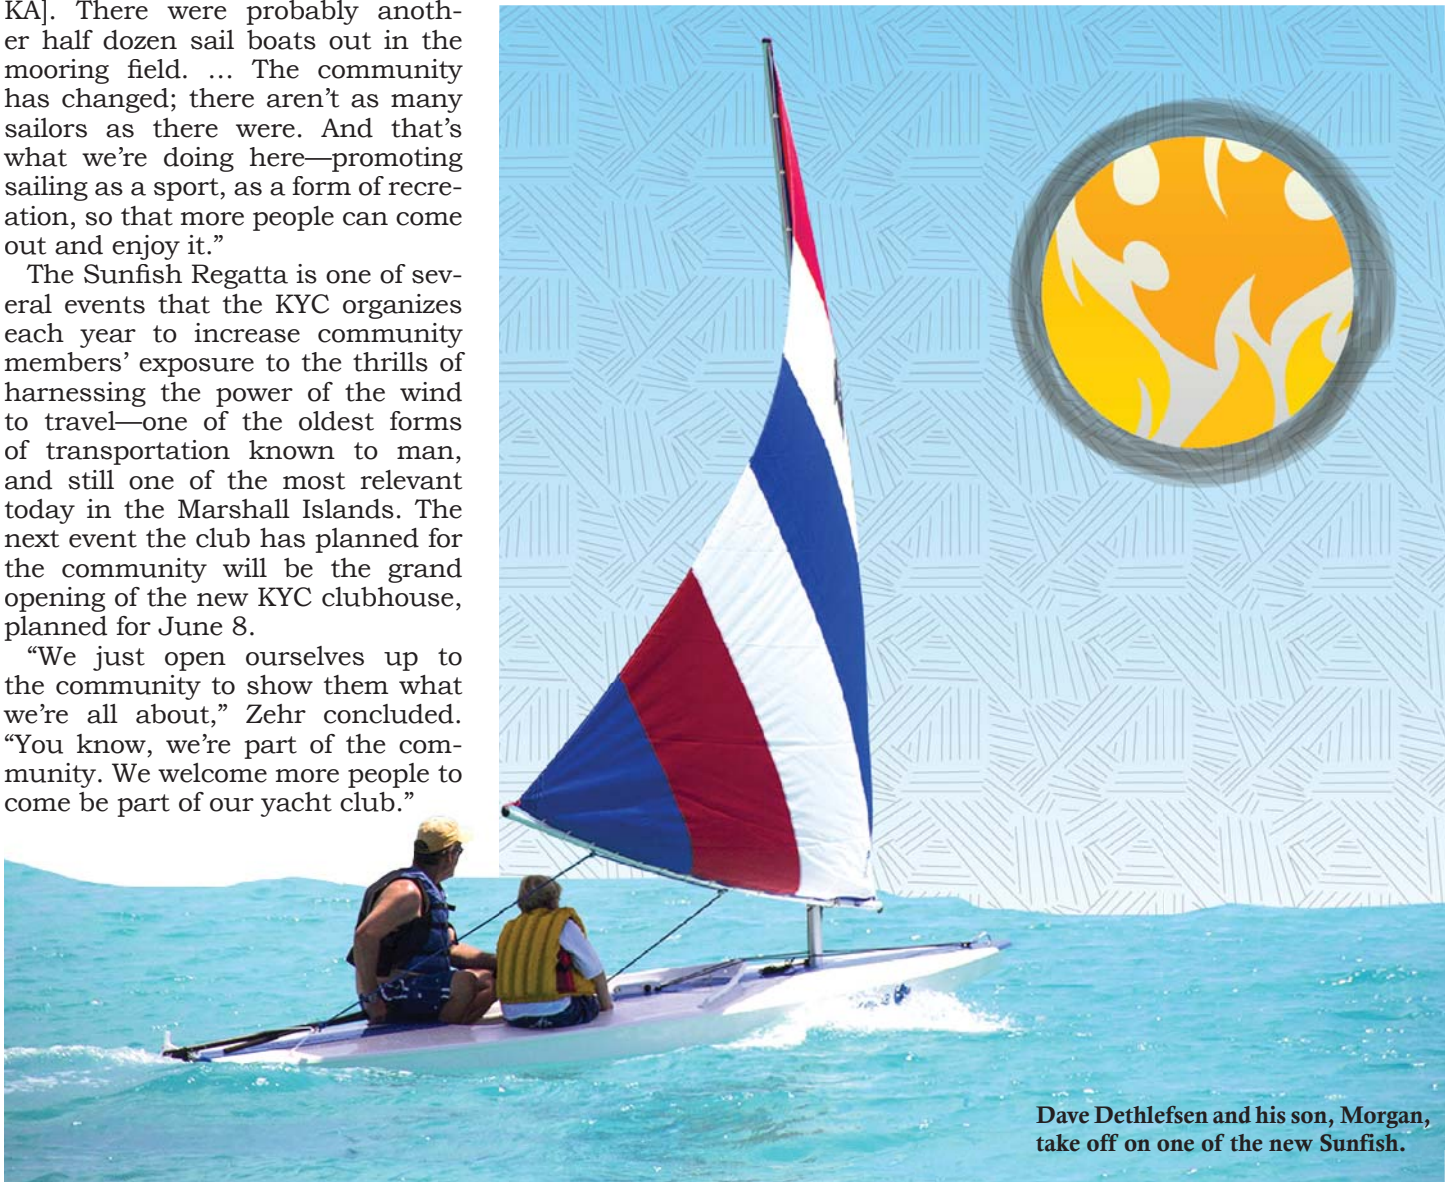 KA]. There were probably anoth-
er half dozen sail boats out in the
mooring field. … The community
has changed; there aren’t as many
sailors as there were. And that’s
what we’re doing here—promoting
sailing as a sport, as a form of recre-
ation, so that more people can come
out and enjoy it.”
The Sunfish Regatta is one of sev-
eral events that the KYC organizes
each year to increase community
members’ exposure to the thrills of
harnessing the power of the wind
to travel—one of the oldest forms
of transportation known to man,
and still one of the most relevant
today in the Marshall Islands. The
next event the club has planned for
the community will be the grand
opening of the new KYC clubhouse,
planned for June 8.
“We just open ourselves up to
the community to show them what
we’re all about,” Zehr concluded.
“You know, we’re part of the com-
munity. We welcome more people to
come be part of our yacht club.”
Dave Dethlefsen and his son, Morgan,
take off on one of the new Sunfish.